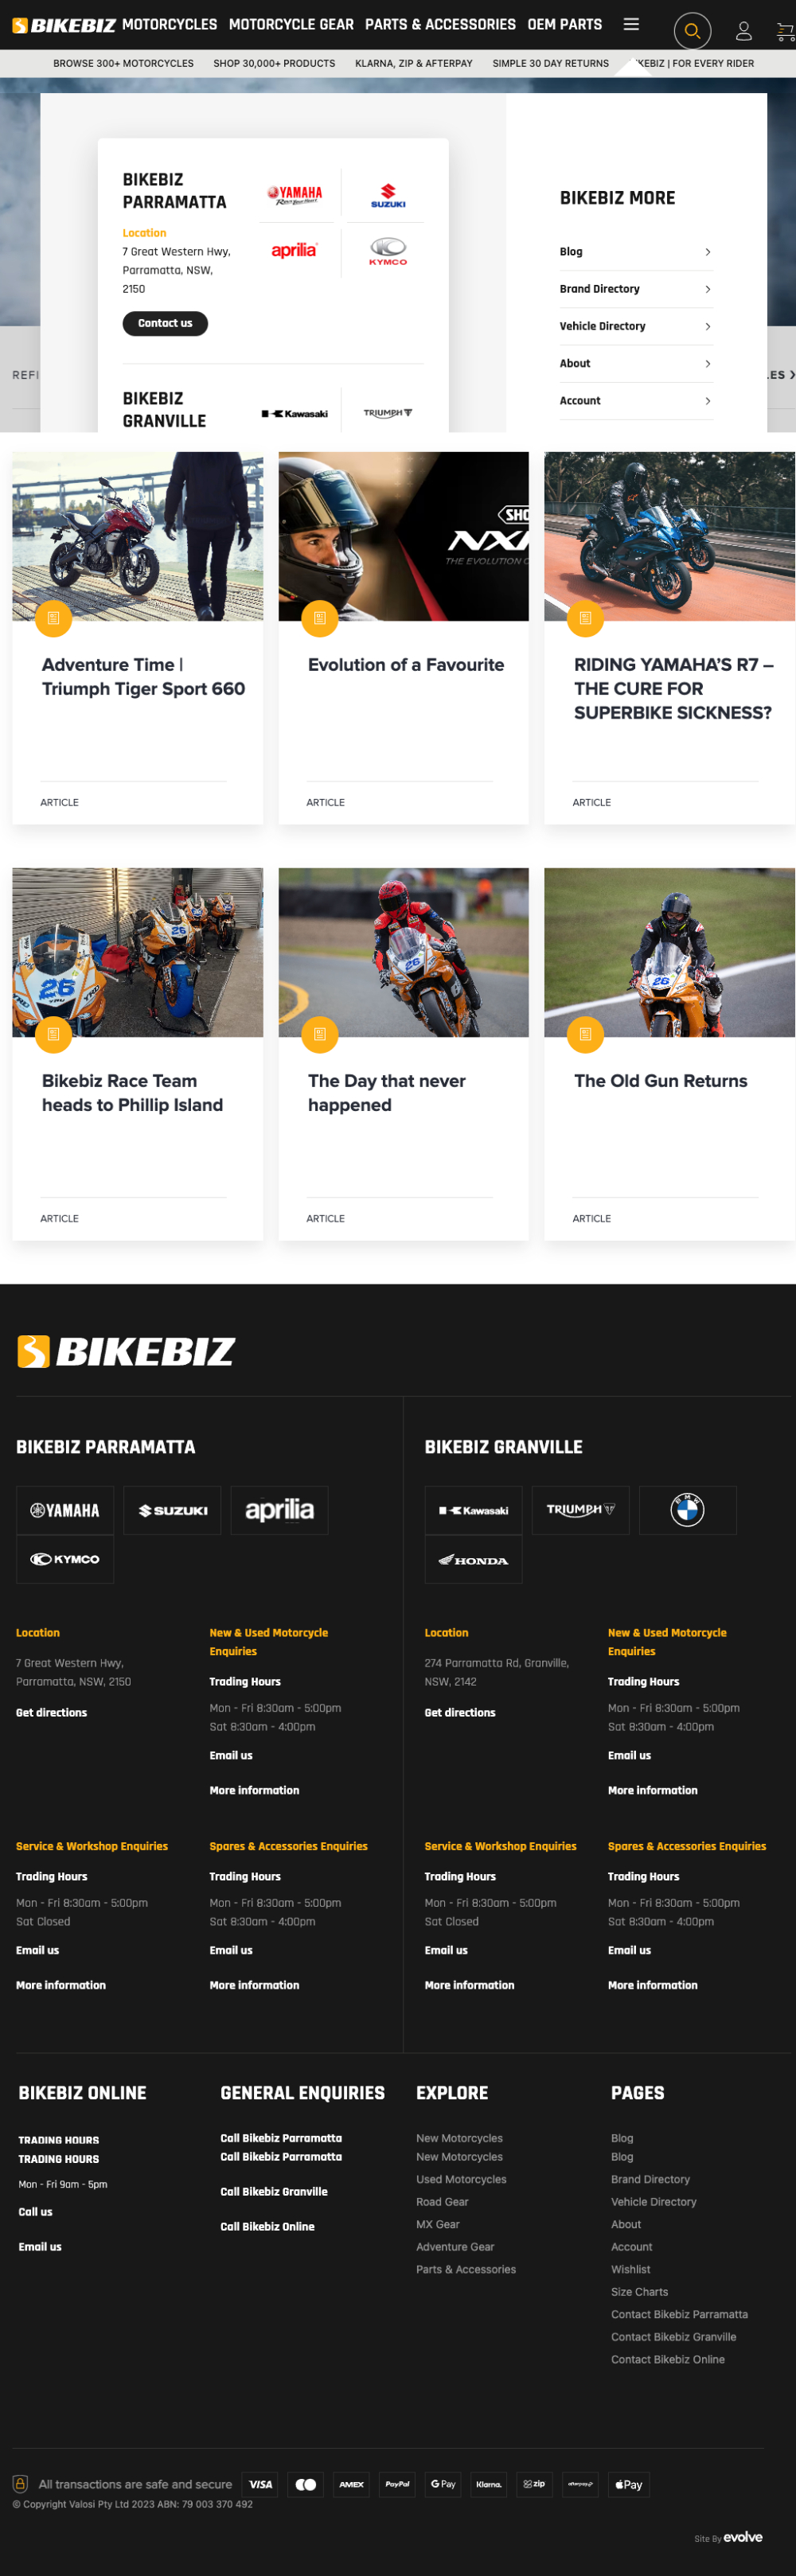 BIKEBIZ MOTORCYCLES MOTORCYCLE GEAR PARTS & ACCESSORIES OEM PARTS
BROWSE 300+ MOTORCYCLES SHOP 30,000+ PRODUCTS KLARNA, ZIP & AFTERPAY SIMPLE 30 DAY RETURNS KEBIZ | FOR EVERY RIDER
BIKEBIZ
PARRAMATTA
YAMAHA
SUZUKI
Location
7 Great Western Hwy,
Parramatta, NSW,
2150
aprilia
KYMCO
Contact us
BIKEBIZ
GRANVILLE
Kawasaki
TRIUMPH
BIKEBIZ MORE
Blog
Brand Directory
Vehicle Directory
About
Account
REFI
LES
SHO
NX
THE EVOLUTION O
Adventure Time |
Triumph Tiger Sport 660
ARTICLE
Evolution of a Favourite
ARTICLE
RIDING YAMAHA'S R7 –
THE CURE FOR
SUPERBIKE SICKNESS?
ARTICLE
26
26
YRD
26
26
Bikebiz Race Team
heads to Phillip Island
ARTICLE
The Day that never
happened
ARTICLE
The Old Gun Returns
ARTICLE
BIKEBIZ
BIKEBIZ PARRAMATTA
YAMAHA SUZUKI aprilia
KYMCO
Location
7 Great Western Hwy,
Parramatta, NSW, 2150
Get directions
New & Used Motorcycle
Enquiries
Trading Hours
Mon - Fri 8:30am - 5:00pm
Sat 8:30am - 4:00pm
Email us
More information
Service & Workshop Enquiries
Trading Hours
Mon - Fri 8:30am - 5:00pm
Sat Closed
Email us
More information
Spares & Accessories Enquiries
Trading Hours
Mon - Fri 8:30am - 5:00pm
Sat 8:30am - 4:00pm
Email us
More information
BIKEBIZ GRANVILLE
Kawasaki TRIUMPH BMW
HONDA
Location
274 Parramatta Rd, Granville,
NSW, 2142
Get directions
New & Used Motorcycle
Enquiries
Trading Hours
Mon - Fri 8:30am - 5:00pm
Sat 8:30am - 4:00pm
Email us
More information
Service & Workshop Enquiries
Trading Hours
Mon - Fri 8:30am - 5:00pm
Sat Closed
Email us
More information
Spares & Accessories Enquiries
Trading Hours
Mon - Fri 8:30am - 5:00pm
Sat 8:30am - 4:00pm
Email us
More information
BIKEBIZ ONLINE
TRADING HOURS
TRADING HOURS
Mon - Fri 9am - 5pm
Call us
Email us
GENERAL ENQUIRIES
Call Bikebiz Parramatta
Call Bikebiz Parramatta
Call Bikebiz Granville
Call Bikebiz Online
EXPLORE
New Motorcycles
New Motorcycles
Used Motorcycles
Road Gear
MX Gear
Adventure Gear
Parts & Accessories
PAGES
Blog
Blog
Brand Directory
Vehicle Directory
About
Account
Wishlist
Size Charts
Contact Bikebiz Parramatta
Contact Bikebiz Granville
Contact Bikebiz Online
All transactions are safe and secure VISA AMEX PayPal G Pay Klarna. zip afterpay Pay
© Copyright Valosi Pty Ltd 2023 ABN: 79 003 370 492
Site By evolve